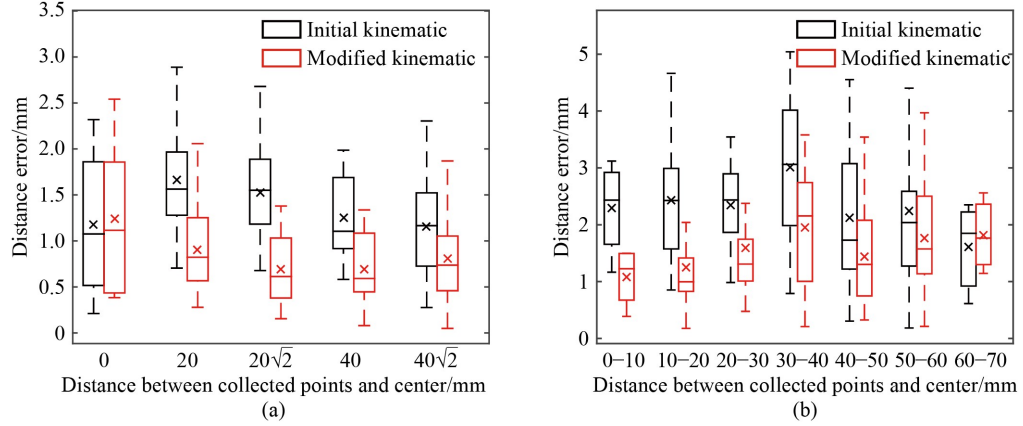 3.5
3.0
2.5
2.0
1.5
1.0
0.5
0
Distance error/mm
Initial kinematic
Modified kinematic
0 20 20√2 40 40√2
Distance between collected points and center/mm
(a)
5
4
3
2
1
0
Distance error/mm
Initial kinematic
Modified kinematic
0−10 10−20 20−30 30−40 40−50 50−60 60−70
Distance between collected points and center/mm
(b)